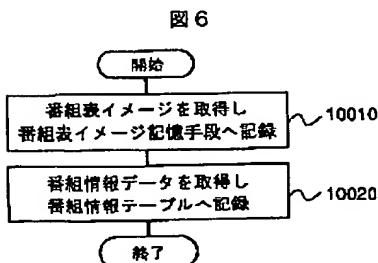 図6
開始
番組表イメージを取得し
番組表イメージ記憶手段へ記録
10010
番組情報データを取得し
番組情報テーブルへ記録
10020
終了